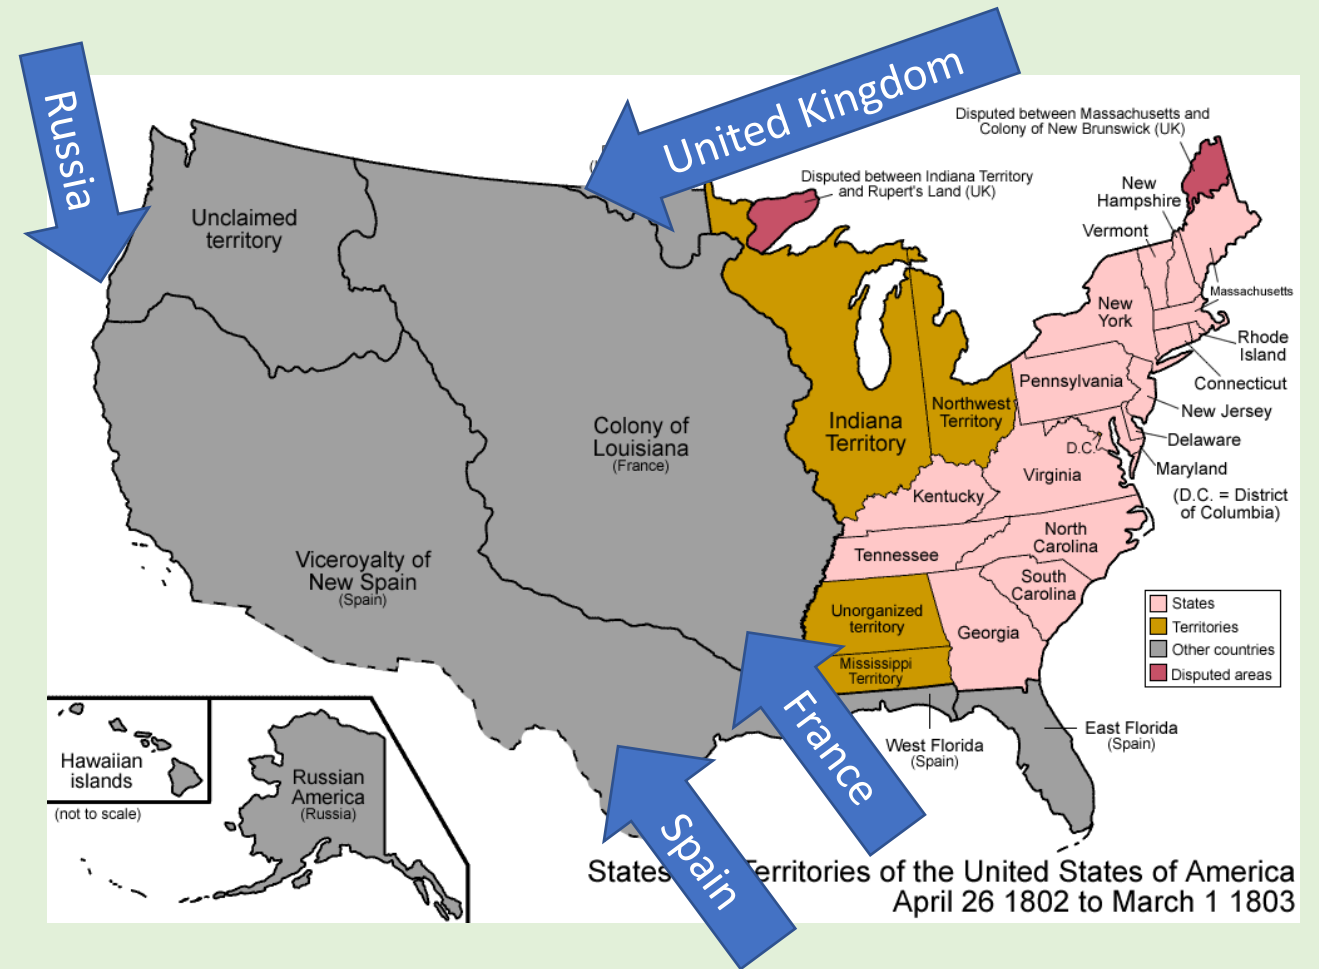 Russia
United Kingdom
Disputed between Massachusetts and
Colony of New Brunswick (UK)
Disputed between Indiana Territory
and Rupert's Land (UK)
New
Hampshire
Vermont
Unclaimed
territory
Massachusetts
New
York
Rhode
Island
Connecticut
Pennsylvania
New Jersey
Northwest
Territory
Indiana
Territory
Colony of
Louisiana
(France)
Delaware
D.C.
Maryland
Virginia
Kentucky
(D.C. = District
of Columbia)
North
Carolina
Tennessee
South
Carolina
Viceroyalty of
New Spain
(Spain)
Unorganized
territory
Georgia
Mississippi
Territory
States
Territories
Other countries
Disputed areas
France
West Florida
(Spain)
East Florida
(Spain)
Hawaiian
islands
(not to scale)
Russian
America
(Russia)
Spain
States Territories of the United States of America
April 26 1802 to March 1 1803